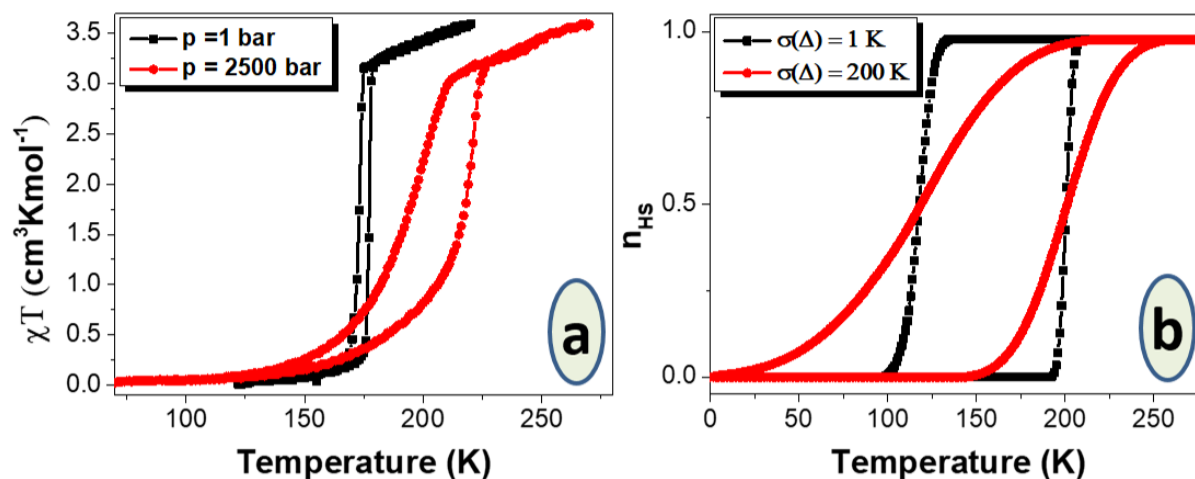 p =1 bar
p = 2500 bar
χT (cm³Kmol⁻¹)
3.5
3.0
2.5
2.0
1.5
1.0
0.5
0.0
100 150 200 250
Temperature (K)
a
σ(Δ) = 1 K
σ(Δ) = 200 K
n_HS
1.0
0.5
0.0
0 50 100 150 200 250
Temperature (K)
b